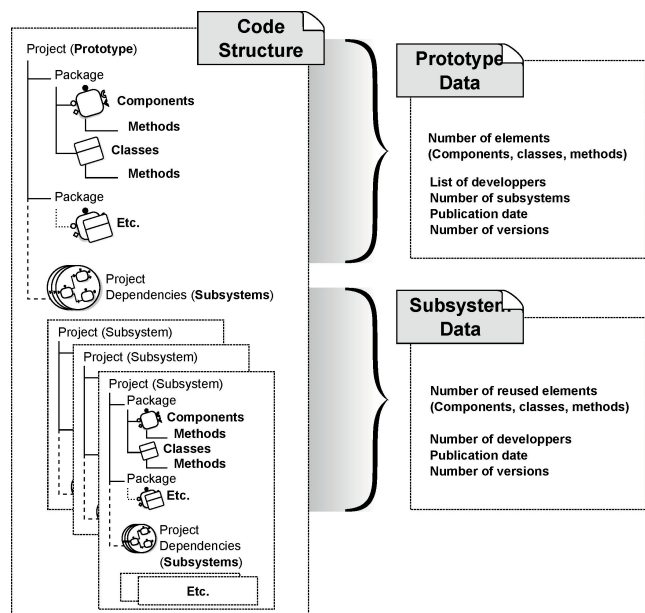 Code
Structure
Project (Prototype)
Package
Components
Methods
Classes
Methods
Package
Etc.
Project
Dependencies (Subsystems)
Project (Subsystem)
Project (Subsystem)
Project (Subsystem)
Package
Components
Methods
Classes
Methods
Package
Etc.
Project
Dependencies
(Subsystems)
Etc.
Prototype
Data
Number of elements
(Components, classes, methods)
List of developpers
Number of subsystems
Publication date
Number of versions
Subsystem
Data
Number of reused elements
(Components, classes, methods)
Number of developpers
Publication date
Number of versions